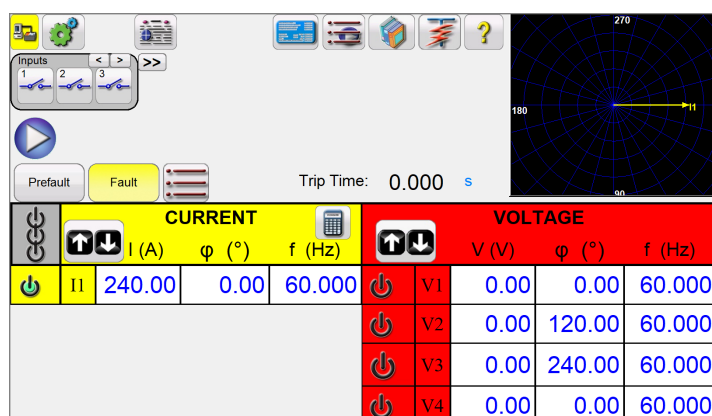 270
Inputs < > >>
1 2 3
180
I1
Prefault Fault Trip Time: 0.000 s
90
CURRENT VOLTAGE
I (A) φ (°) f (Hz) V (V) φ (°) f (Hz)
I1 240.00 0.00 60.000 V1 0.00 0.00 60.000
V2 0.00 120.00 60.000
V3 0.00 240.00 60.000
V4 0.00 0.00 60.000